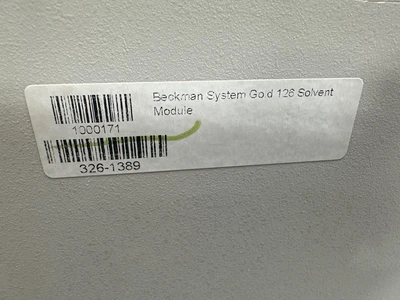 Beckman System Gold 126 Solvent
Module
1000171
326-1389